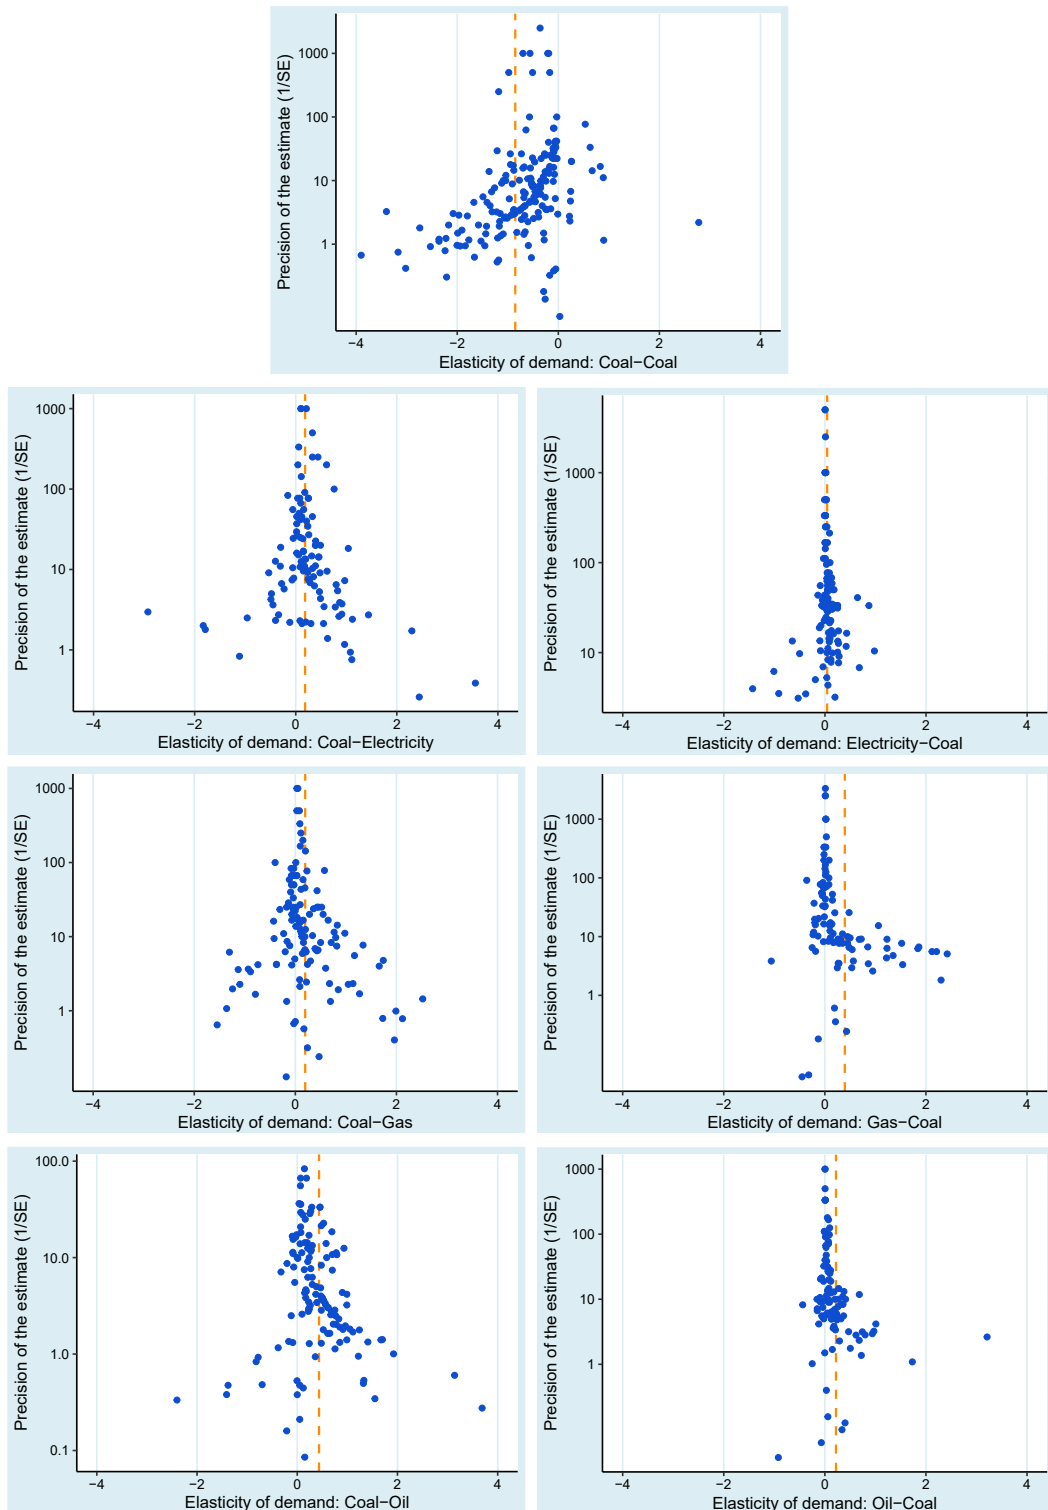 Precision of the estimate (1/SE)
1000
100
10
1
−4 −2 0 2 4
Elasticity of demand: Coal−Coal
Precision of the estimate (1/SE)
1000
100
10
1
−4 −2 0 2 4
Elasticity of demand: Coal−Electricity
Precision of the estimate (1/SE)
1000
100
10
−4 −2 0 2 4
Elasticity of demand: Electricity−Coal
Precision of the estimate (1/SE)
1000
100
10
1
−4 −2 0 2 4
Elasticity of demand: Coal−Gas
Precision of the estimate (1/SE)
1000
100
10
1
−4 −2 0 2 4
Elasticity of demand: Gas−Coal
Precision of the estimate (1/SE)
100.0
10.0
1.0
0.1
−4 −2 0 2 4
Elasticity of demand: Coal−Oil
Precision of the estimate (1/SE)
1000
100
10
1
−4 −2 0 2 4
Elasticity of demand: Oil−Coal